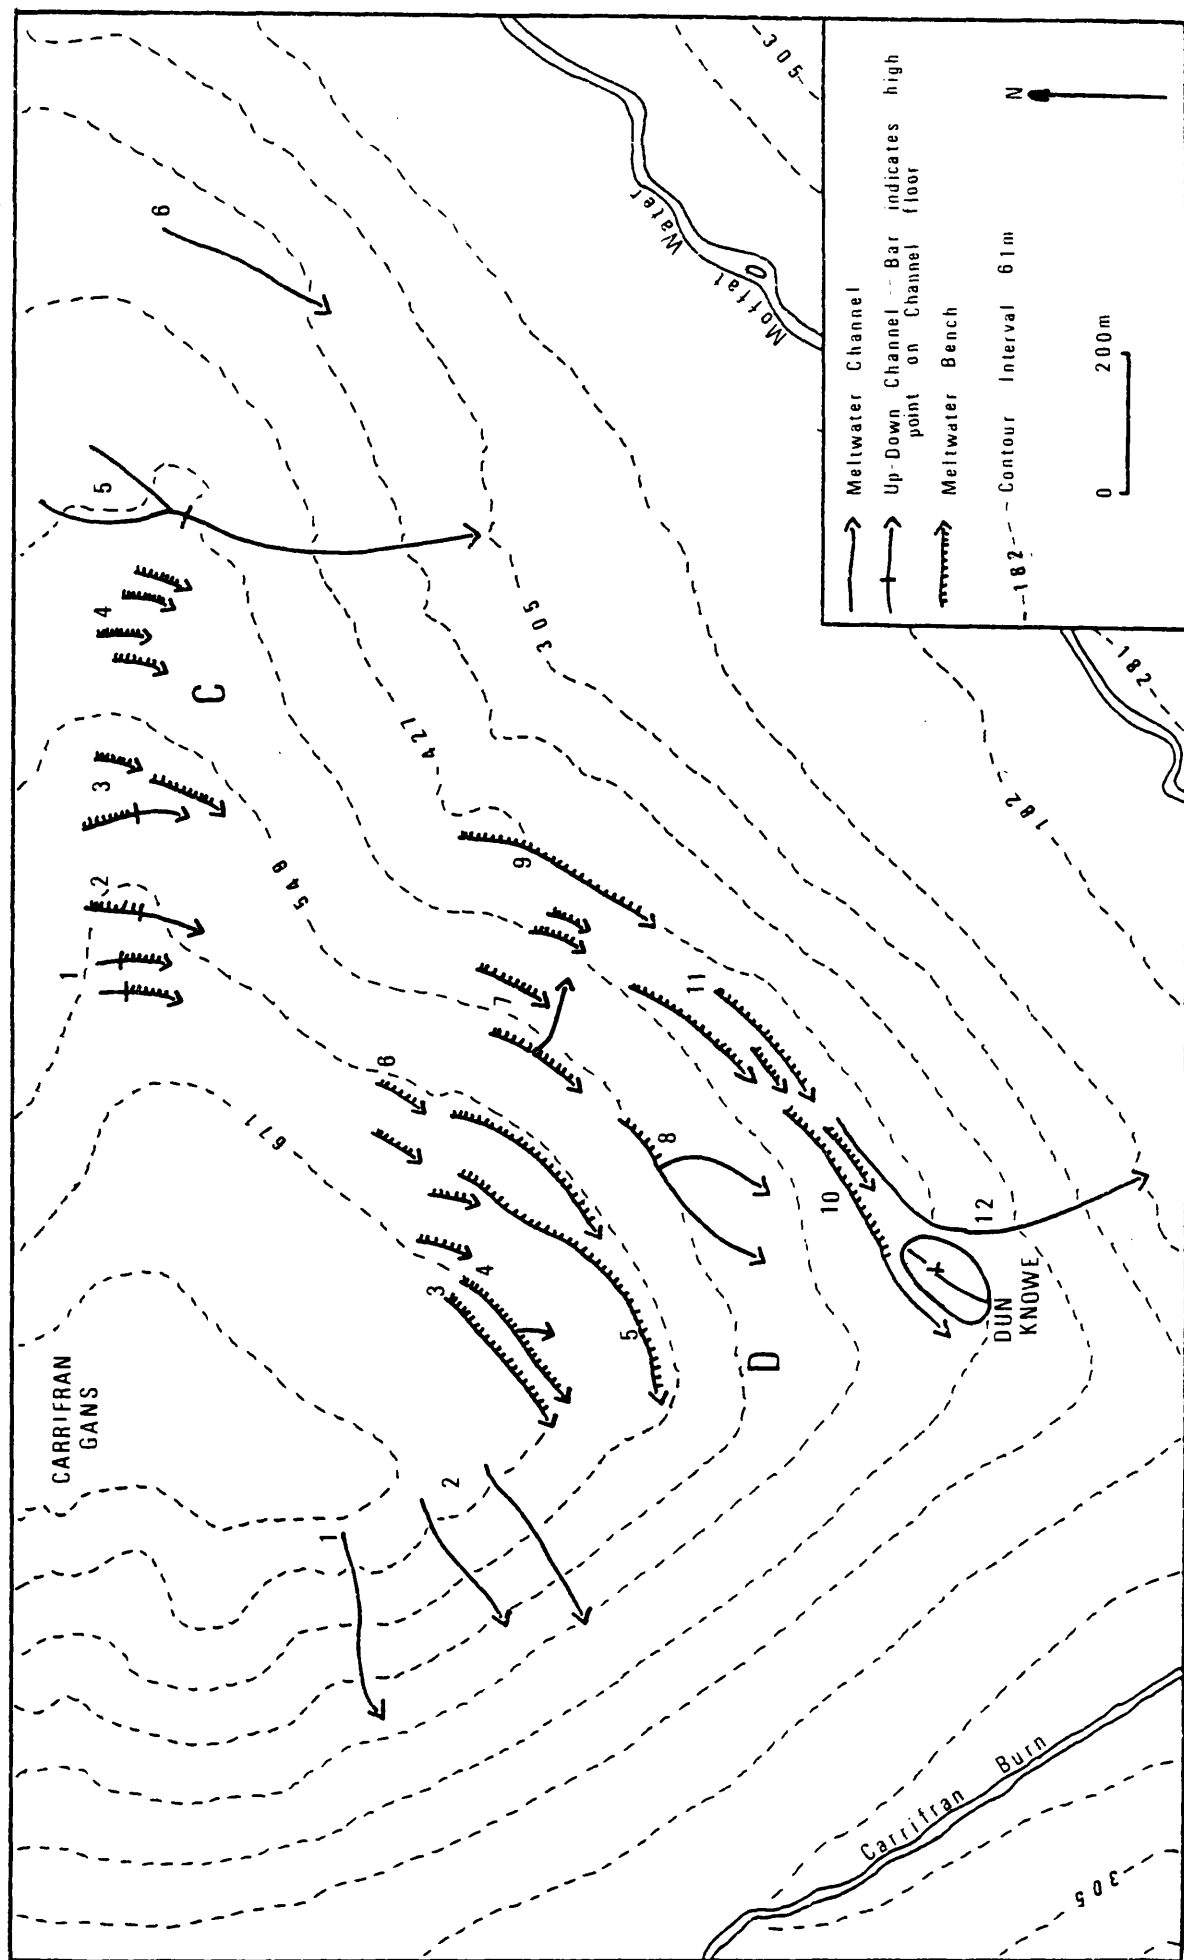 CARRIFRAN
GANS
1
2
3
4
5
6
7
8
9
10
11
12
D
DUN
KNOWE
671
549
427
305
182
1
2
3
4
5
6
C
Carrifran Burn
305
Moffat Water
305
182
Meltwater Channel
Up-Down Channel -- Bar indicates high
point on Channel floor
Meltwater Bench
--182---Contour Interval 61m
0 200m
N